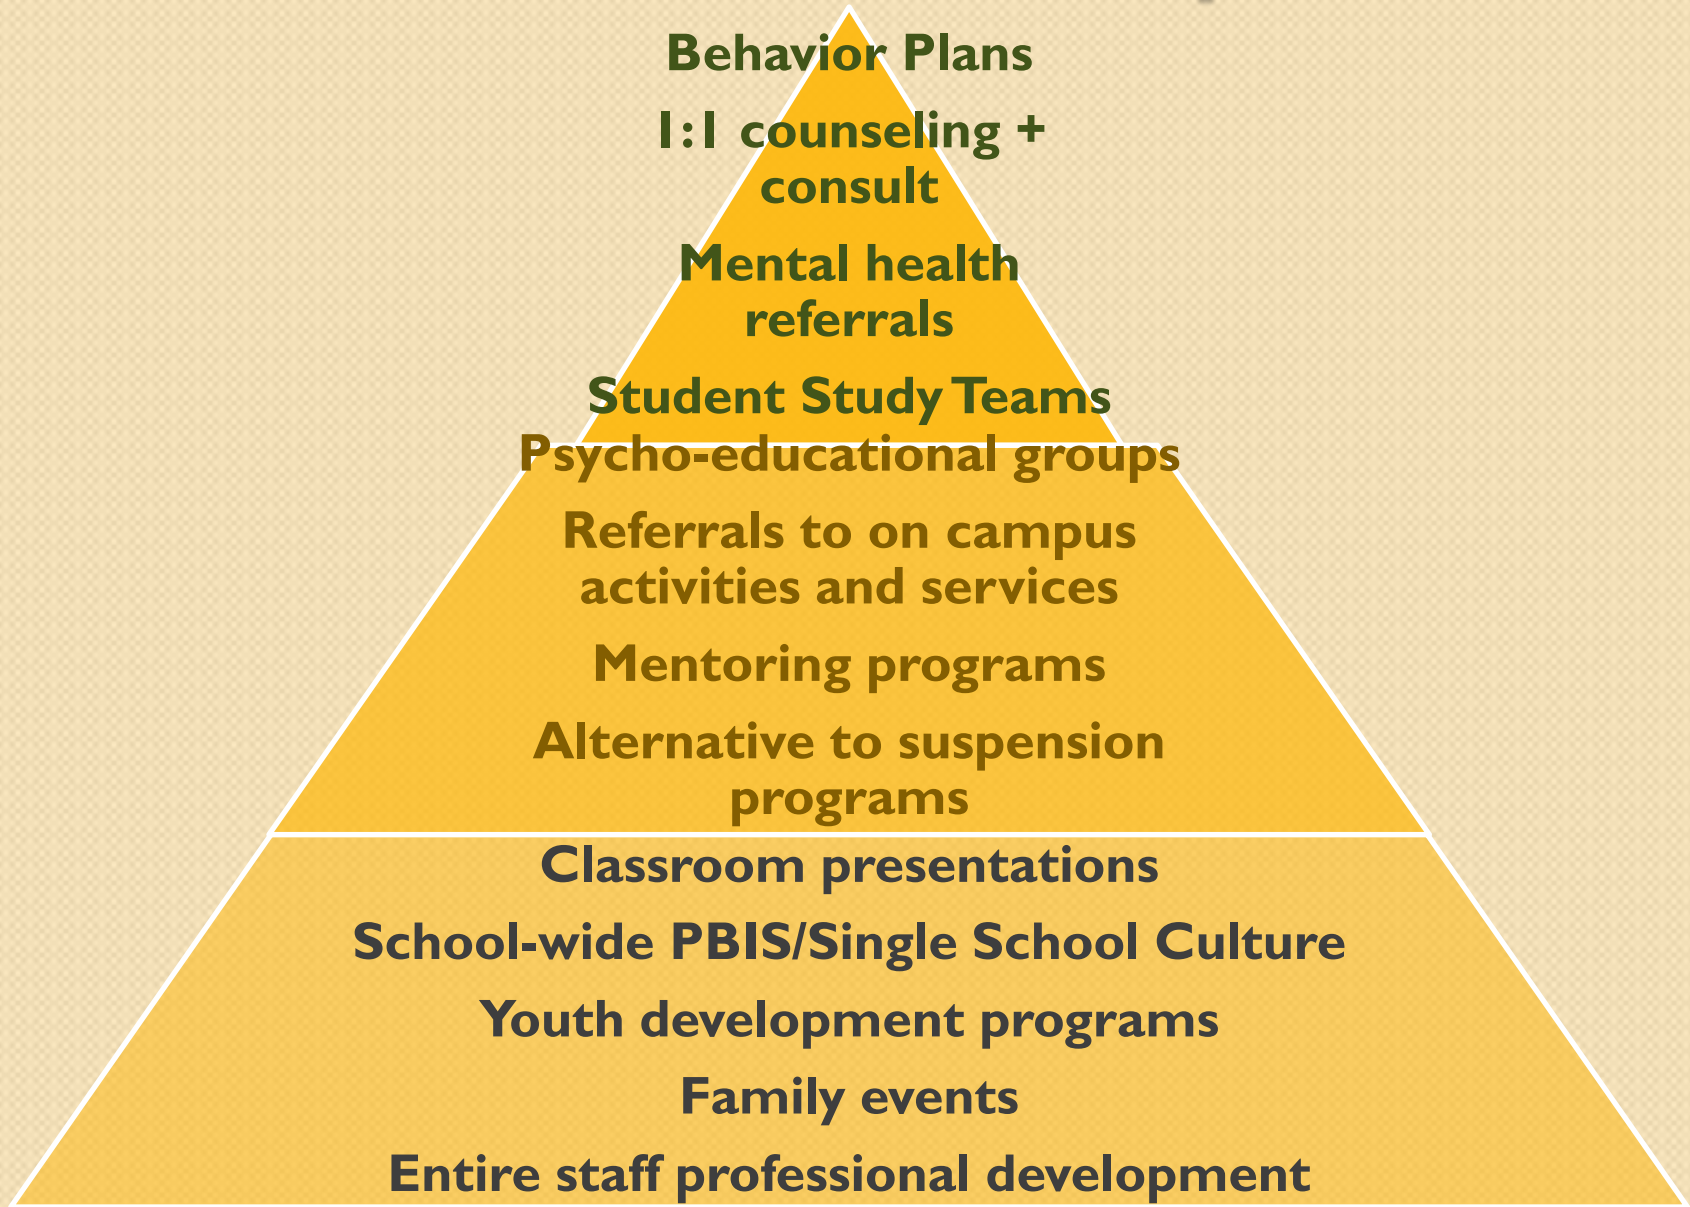 Behavior Plans
1:1 counseling +
consult
Mental health
referrals
Student Study Teams
Psycho-educational groups
Referrals to on campus
activities and services
Mentoring programs
Alternative to suspension
programs
Classroom presentations
School-wide PBIS/Single School Culture
Youth development programs
Family events
Entire staff professional development